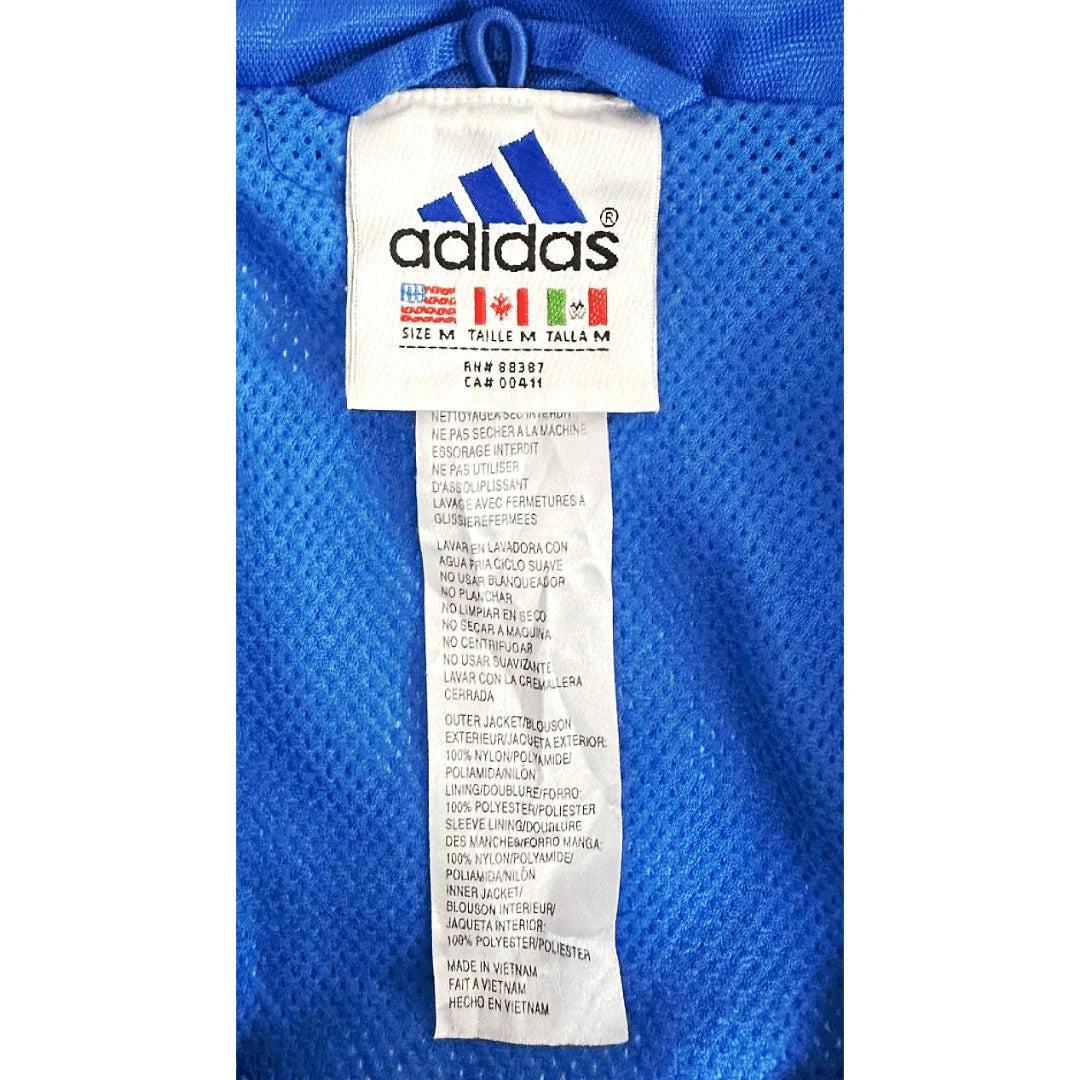 adidas®
SIZE M TAILLE M TALLA M
RN# 88387
CA# 00411
NE PAS SECHER A LA MACHINE
ESSORAGE INTERDIT
NE PAS UTILISER
D'ASSOLIPLISSANT
LAVAGE AVEC FERMETURES A
GLISSIEREFERMEES
LAVAR EN LAVADORA CON
AGUA FRIA CICLO SUAVE
NO USAR BLANQUEADOR
NO PLANCHAR
NO LIMPIAR EN SECO
NO SECAR A MAQUINA
NO CENTRIFUGAR
NO USAR SUAVIZANTE
LAVAR CON LA CREMALLERA
CERRADA
OUTER JACKET/BLOUSON
EXTERIEUR/JAQUETA EXTERIOR:
100% NYLON/POLYAMIDE/
POLIAMIDA/NILÓN
LINING/DOUBLURE/FORRO:
100% POLYESTER/POLIESTER
SLEEVE LINING/DOUBLURE
DES MANCHES/FORRO MANGA:
100% NYLON/POLYAMIDE/
POLIAMIDA/NILÓN
INNER JACKET/
BLOUSON INTERIEUR/
JAQUETA INTERIOR:
100% POLYESTER/POLIESTER
MADE IN VIETNAM
FAIT A VIETNAM
HECHO EN VIETNAM